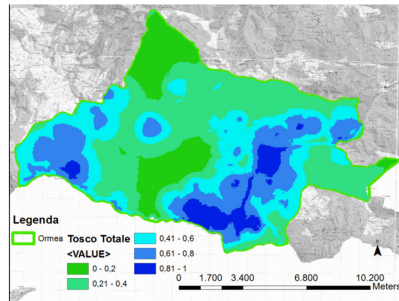 Legenda
Ormea
Tosco Totale
<VALUE>
0 - 0,2
0,21 - 0,4
0,41 - 0,6
0,61 - 0,8
0,81 - 1
0 1.700 3.400 6.800 10.200
Meters